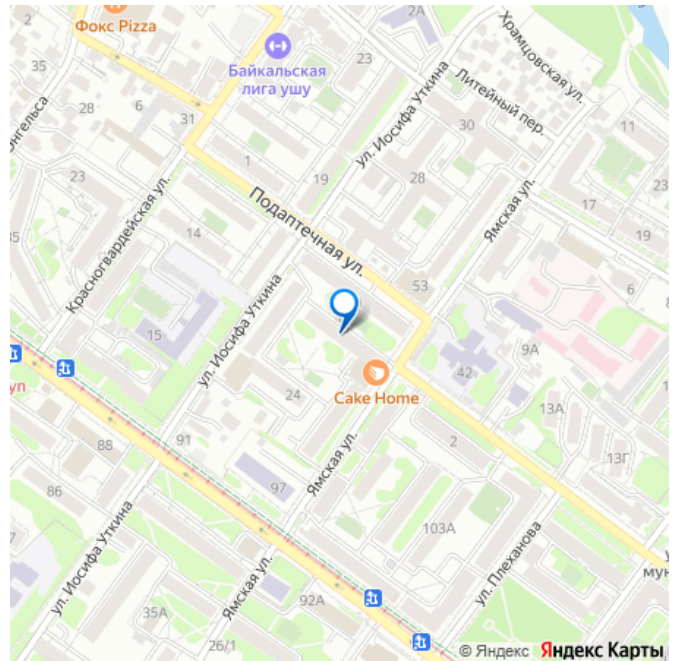 Фокс Pizza
2А
Храмцовская ул.
35
Байкальская
лига ушу
23
Литейный пер.
28
6
31
30
11
ул. Иосифа Уткина
23
1
19
28
17
23
19
Красногвардейская ул.
Подаптечная ул.
Ямская ул.
14
53
6
35
15
ул. Иосифа Уткина
9А
42
24
Cake Home
13А
88
91
2
13Г
86
97
Ямская ул.
103А
ул. Иосифа Уткина
ул. Плеханова
Ямская ул.
92А
35А
26/1
© Яндекс Яндекс Карты